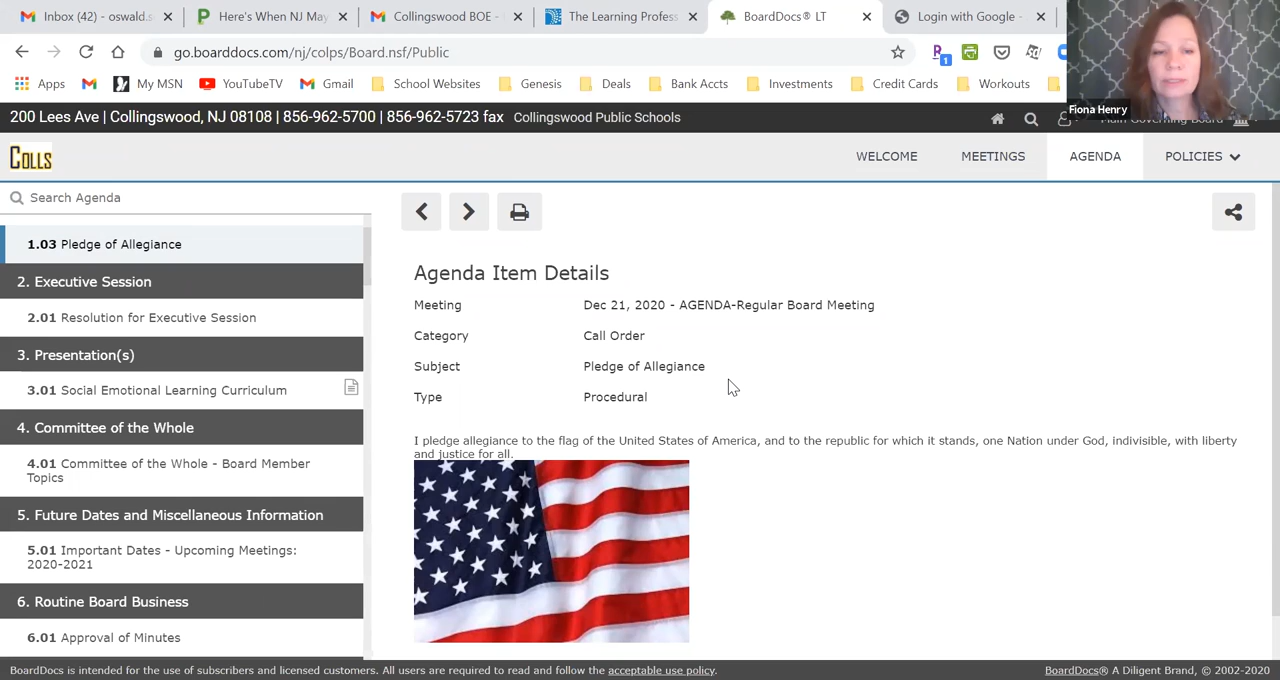 Inbox (42) - oswald.s
Here's When NJ May
Collingswood BOE -
The Learning Profess
BoardDocs® LT
Login with Google -
go.boarddocs.com/nj/colps/Board.nsf/Public
Apps
My MSN
YouTubeTV
Gmail
School Websites
Genesis
Deals
Bank Accts
Investments
Credit Cards
Workouts
Fiona Henry
200 Lees Ave | Collingswood, NJ 08108 | 856-962-5700 | 856-962-5723 fax Collingswood Public Schools
Main Governing Board
COLLS
WELCOME
MEETINGS
AGENDA
POLICIES
Search Agenda
1.03 Pledge of Allegiance
2. Executive Session
2.01 Resolution for Executive Session
3. Presentation(s)
3.01 Social Emotional Learning Curriculum
4. Committee of the Whole
4.01 Committee of the Whole - Board Member
Topics
5. Future Dates and Miscellaneous Information
5.01 Important Dates - Upcoming Meetings:
2020-2021
6. Routine Board Business
6.01 Approval of Minutes
Agenda Item Details
Meeting Dec 21, 2020 - AGENDA-Regular Board Meeting
Category Call Order
Subject Pledge of Allegiance
Type Procedural
I pledge allegiance to the flag of the United States of America, and to the republic for which it stands, one Nation under God, indivisible, with liberty
and justice for all.
BoardDocs is intended for the use of subscribers and licensed customers. All users are required to read and follow the acceptable use policy.
BoardDocs® A Diligent Brand, © 2002-2020